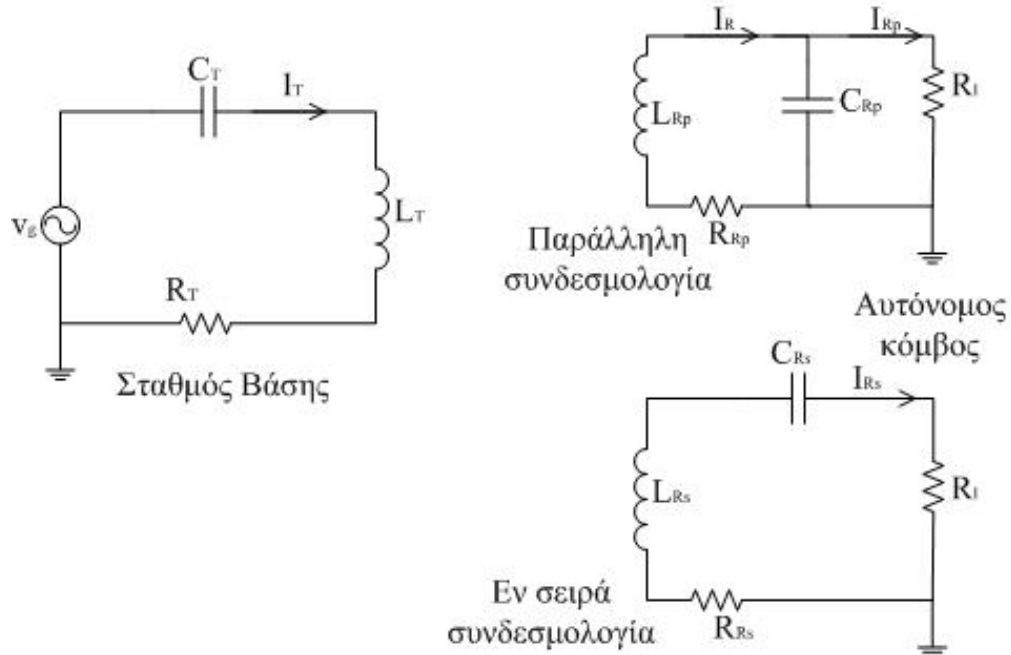 C_T
I_T
v_g
L_T
R_T
Σταθμός Βάσης
I_R
I_Rp
L_Rp
C_Rp
R_l
R_Rp
Παράλληλη
συνδεσμολογία
Αυτόνομος
κόμβος
C_Rs
I_Rs
L_Rs
R_l
R_Rs
Εν σειρά
συνδεσμολογία